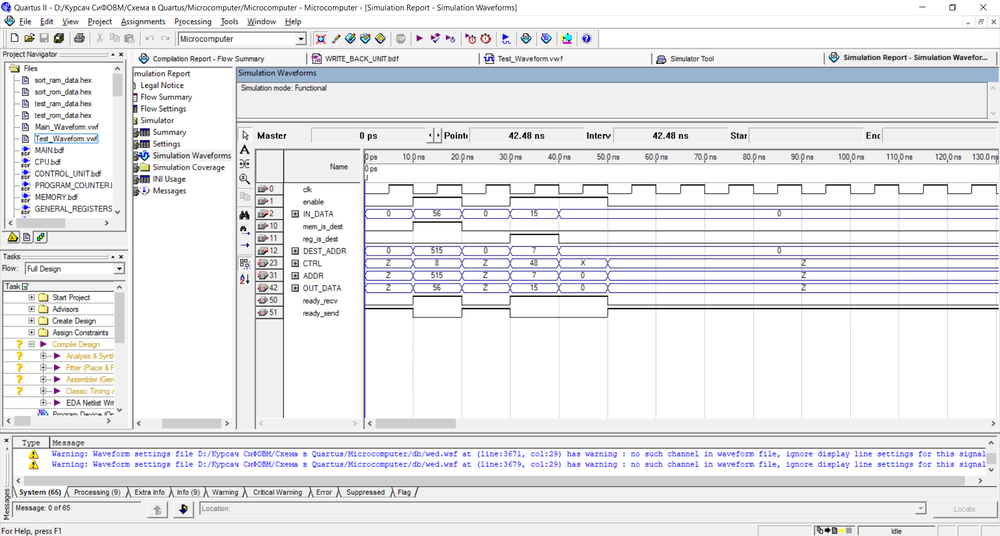 Quartus II - D:/Курсач СиФОВМ/Схема в Quartus/Microcomputer/Microcomputer - Microcomputer - [Simulation Report - Simulation Waveforms]
File Edit View Project Assignments Processing Tools Window Help
Microcomputer
STOP
Project Navigator
Files
sort_ram_data.hex
sort_rom_data.hex
test_ram_data.hex
test_rom_data.hex
Main_Waveform.vwf
Test_Waveform.vwf
BDF MAIN.bdf
BDF CPU.bdf
BDF CONTROL_UNIT.bdf
BDF PROGRAM_COUNTER.
BDF MEMORY.bdf
BDF GENERAL_REGISTERS
Tasks
Flow: Full Design
Task
Start Project
Advisors
Create Design
Assign Constraints
Compile Design
Analysis & Synth
Fitter (Place & F
Assembler (Gen
Classic Timing A
EDA Netlist Wri
Program Device (Op
Compilation Report - Flow Summary
WRITE_BACK_UNIT.bdf
Test_Waveform.vwf
Simulator Tool
Simulation Report - Simulation Wavefor...
mulation Report
Legal Notice
Flow Summary
Flow Settings
Simulator
Summary
Settings
Simulation Waveforms
Simulation Coverage
INI Usage
Messages
Simulation Waveforms
Simulation mode: Functional
Master 0 ps Pointe 42.48 ns Interv 42.48 ns Star Enc
Name
0 ps 10.0 ns 20.0 ns 30.0 ns 40.0 ns 50.0 ns 60.0 ns 70.0 ns 80.0 ns 90.0 ns 100.0 ns 110.0 ns 120.0 ns 130.0 ns
0 ps
0 clk
1 enable
2 IN_DATA 0 56 0 15 0
10 mem_is_dest
11 reg_is_dest
12 DEST_ADDR 0 515 0 7 0
23 CTRL Z 8 Z 48 X Z
31 ADDR Z 515 Z 7 0 Z
42 OUT_DATA Z 56 Z 15 0 Z
50 ready_recv
51 ready_send
Type Message
Warning: Waveform settings file D:/Курсач СиФОВМ/Схема в Quartus/Microcomputer/db/wed.wsf at (line:3671, col:29) has warning : no such channel in waveform file, ignore display line settings for this signal
Warning: Waveform settings file D:/Курсач СиФОВМ/Схема в Quartus/Microcomputer/db/wed.wsf at (line:3679, col:29) has warning : no such channel in waveform file, ignore display line settings for this signal
System (65) Processing (9) Extra Info Info (9) Warning Critical Warning Error Suppressed Flag
Messages
Message: 0 of 65
Location:
Locate
For Help, press F1
Idle